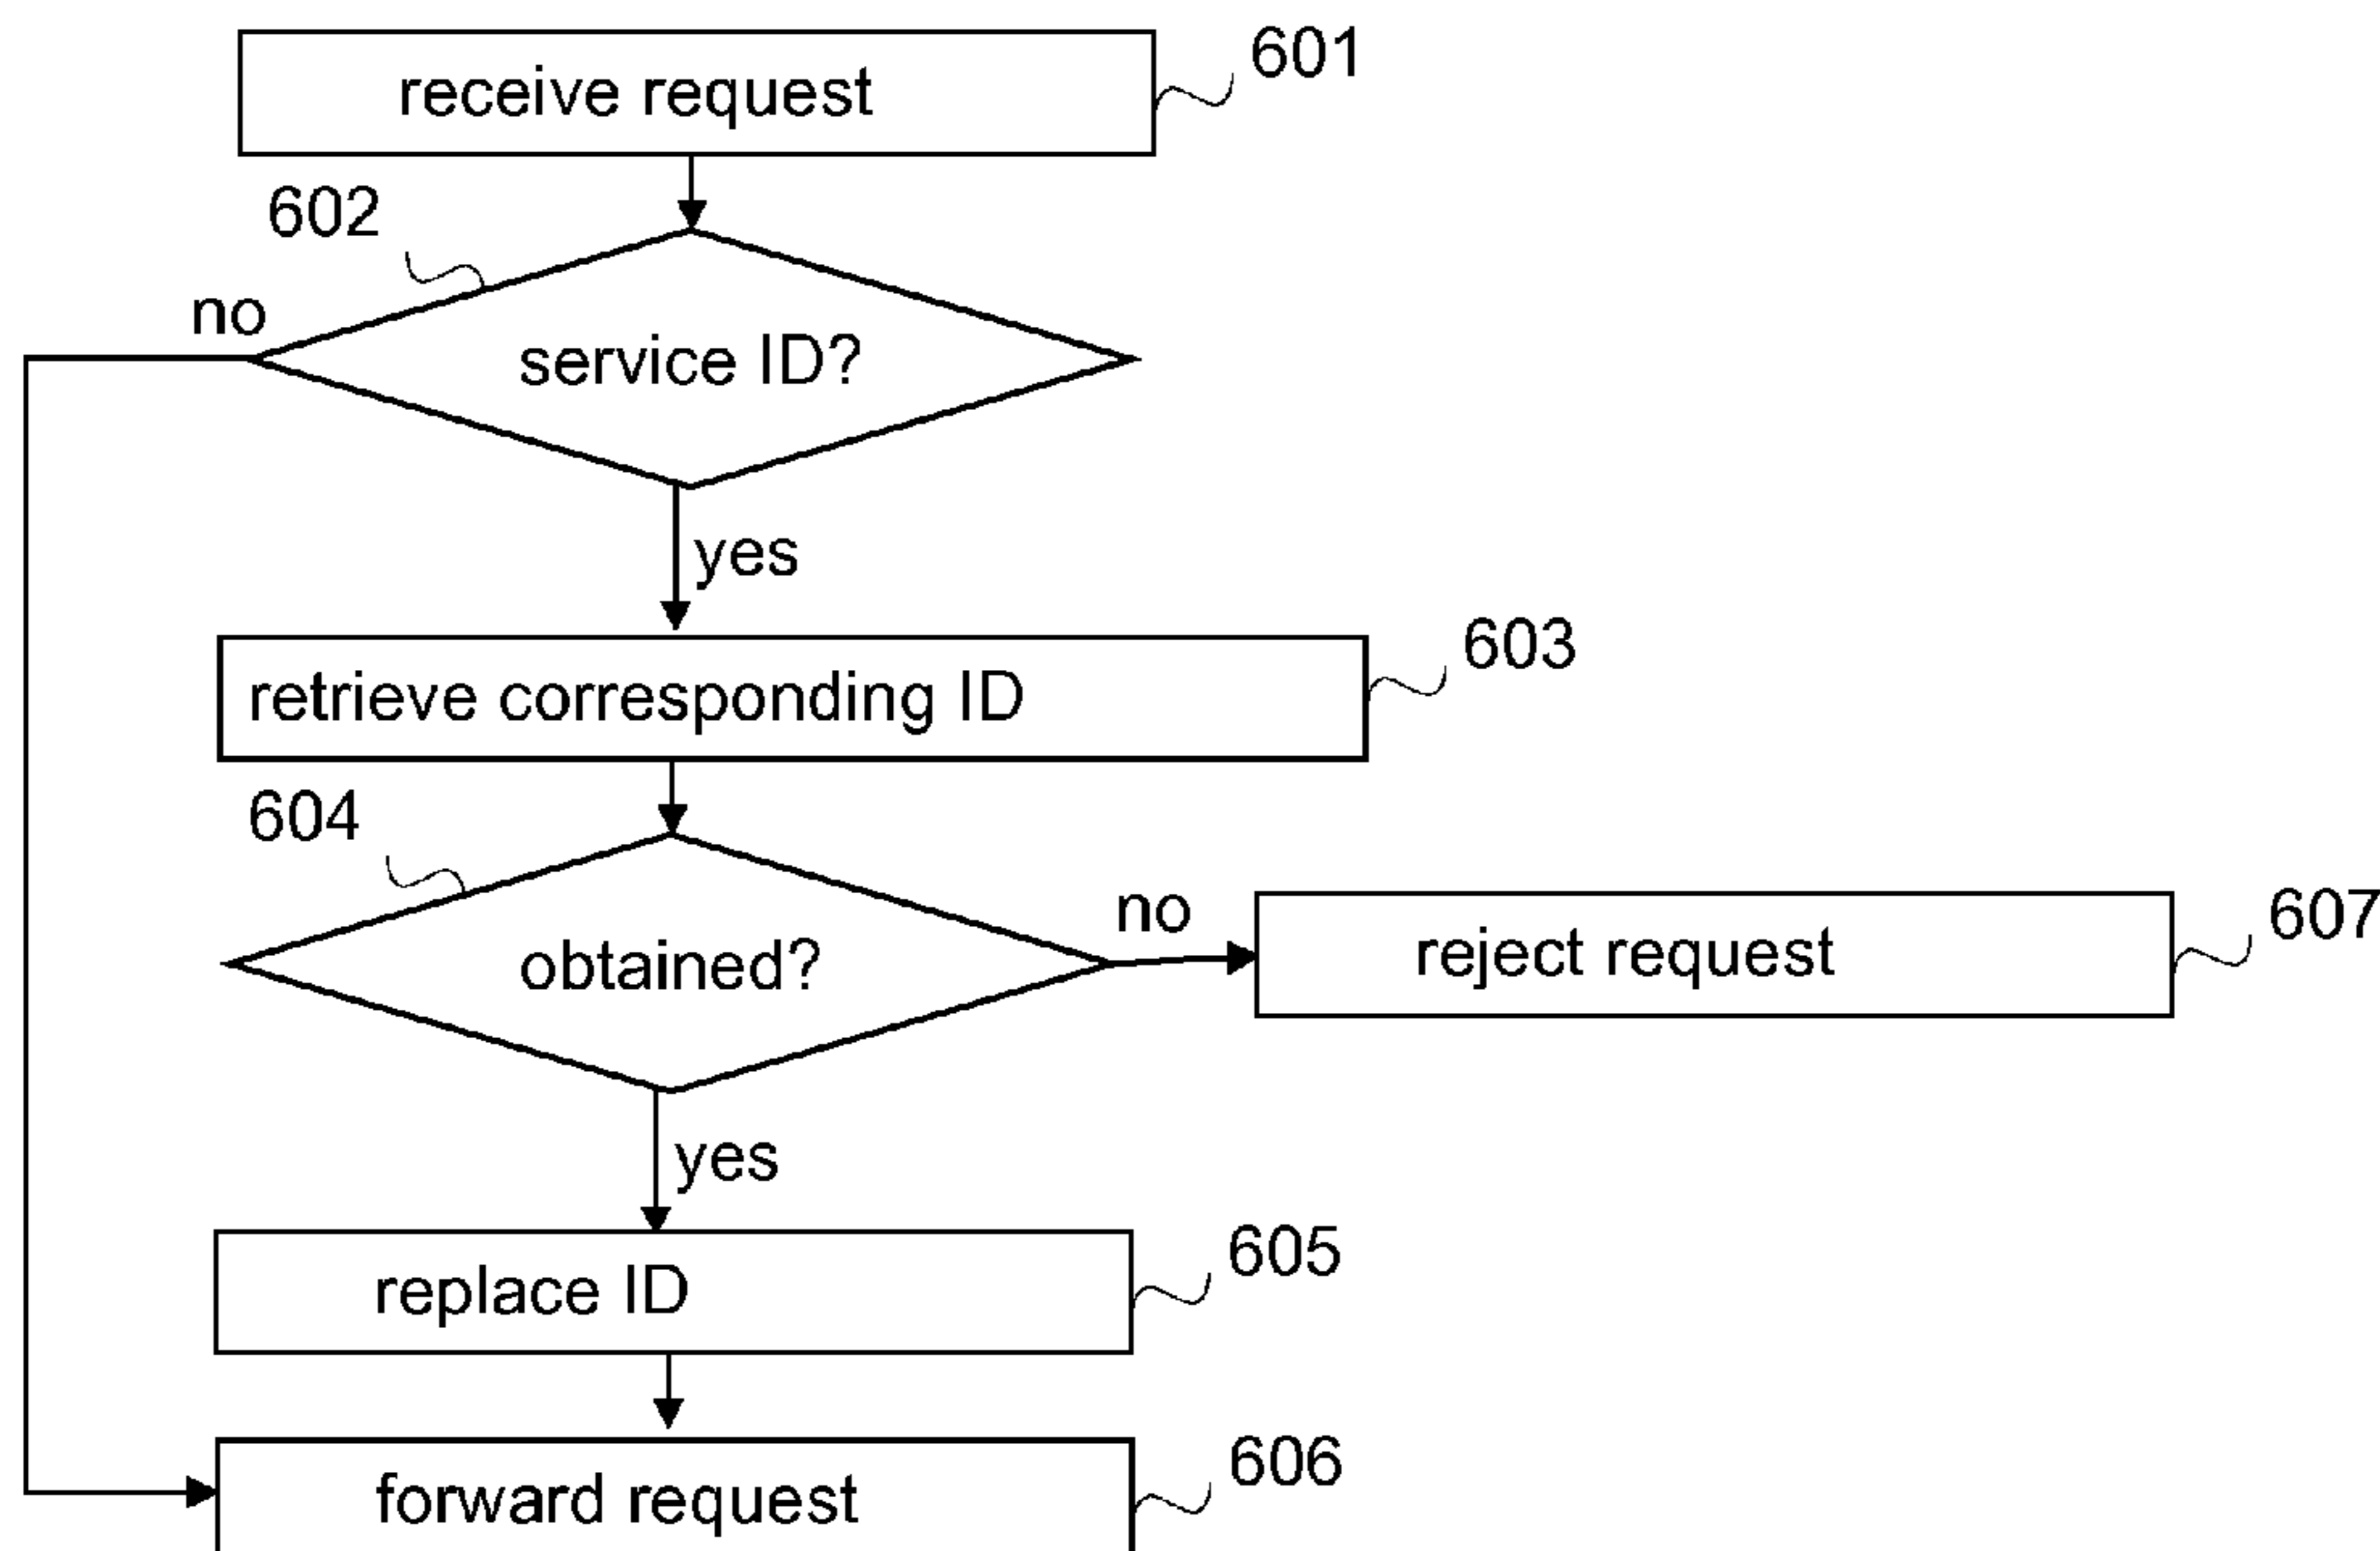 receive request
601
602
no
service ID?
yes
retrieve corresponding ID
603
604
obtained?
no
reject request
607
yes
replace ID
605
forward request
606